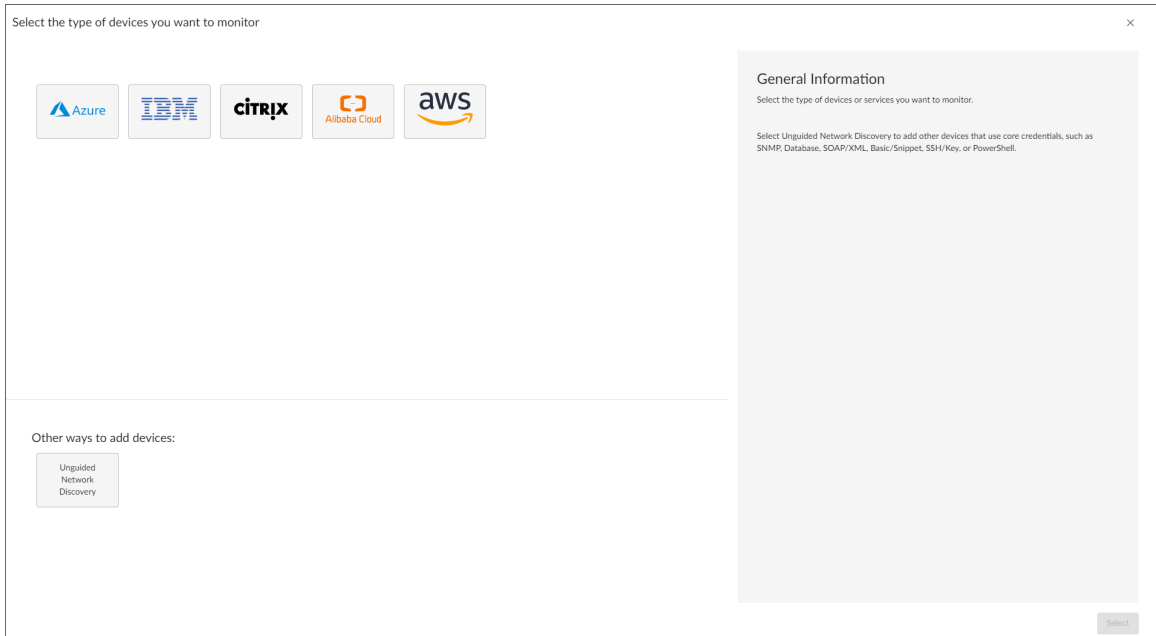 Select the type of devices you want to monitor
×
Azure
IBM
CİTRIX
Alibaba Cloud
aws
General Information
Select the type of devices or services you want to monitor.
Select Unguided Network Discovery to add other devices that use core credentials, such as
SNMP, Database, SOAP/XML, Basic/Snippet, SSH/Key, or PowerShell.
Other ways to add devices:
Unguided
Network
Discovery
Select